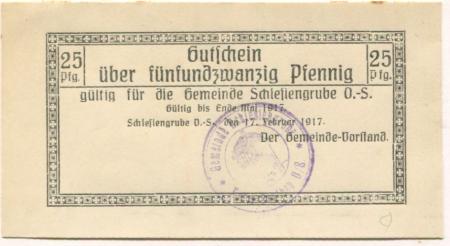 25 Pfg.
Gutschein
25 Pfg.
über fünfundzwanzig Pfennig
gültig für die Gemeinde Schlesiengrube O.-S.
Gültig bis Ende Mai 1917.
Schlesiengrube O.-S., den 17. Februar 1917.
Der Gemeinde-Vorstand.